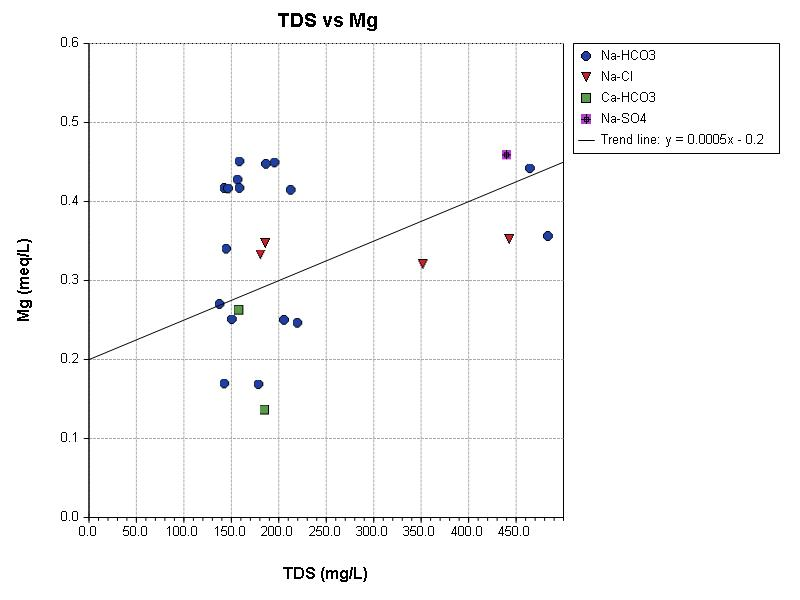 TDS vs Mg
0.6
0.5
0.4
0.3
0.2
0.1
0.0
Mg (meq/L)
0.0 50.0 100.0 150.0 200.0 250.0 300.0 350.0 400.0 450.0
TDS (mg/L)
Na-HCO3
Na-Cl
Ca-HCO3
Na-SO4
Trend line: y = 0.0005x - 0.2